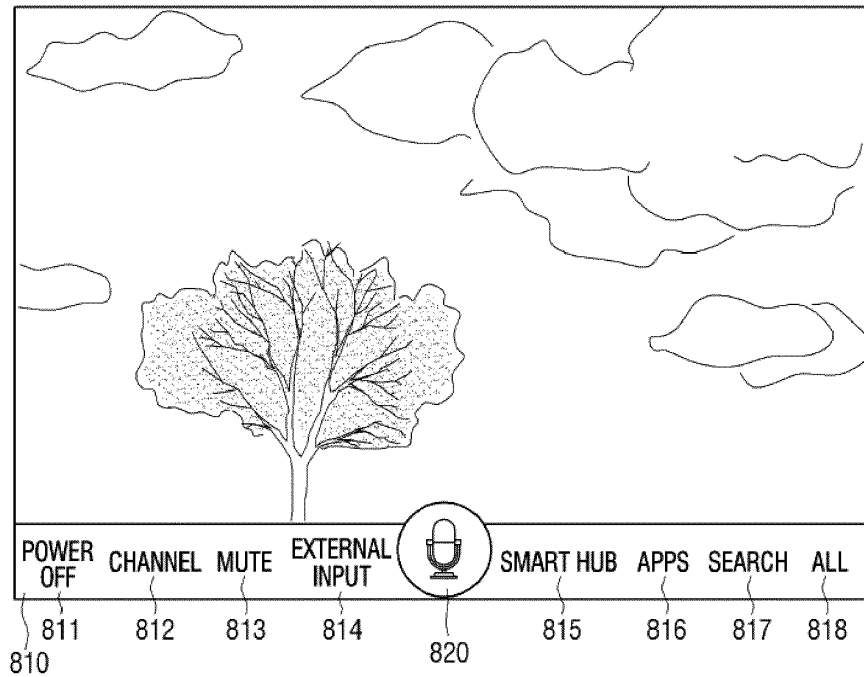 POWER OFF
CHANNEL
MUTE
EXTERNAL INPUT
SMART HUB
APPS
SEARCH
ALL
811
812
813
814
820
815
816
817
818
810